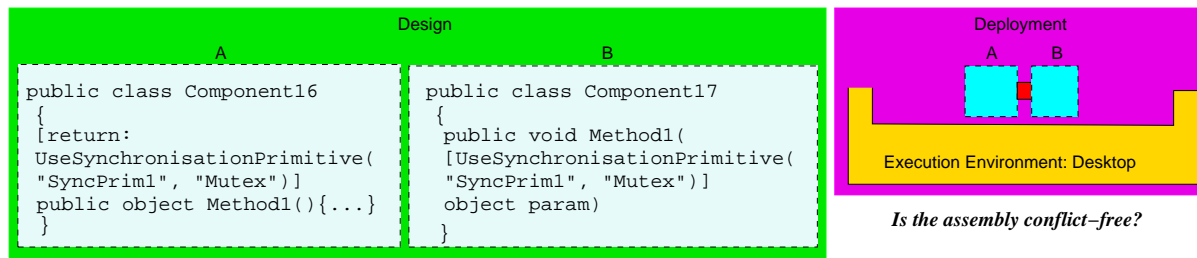 Design
A
public class Component16
{
[return:
UseSynchronisationPrimitive(
"SyncPrim1", "Mutex")]
public object Method1(){...}
}
B
public class Component17
{
public void Method1(
[UseSynchronisationPrimitive(
"SyncPrim1", "Mutex")]
object param)
}
Deployment
A B
Execution Environment: Desktop
Is the assembly conflict−free?